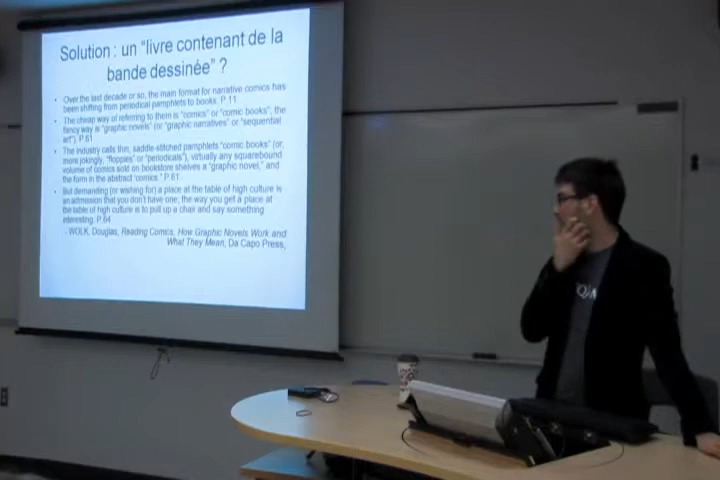 Solution : un “livre contenant de la
bande dessinée” ?
• Over the last decade or so, the main format for narrative comics has
been shifting from periodical pamphlets to books. P 11
• The cheap way of referring to them is “comics” or “comic books”; the
fancy way is “graphic novels” (or “graphic narratives” or “sequential
art”). P 61
• The industry calls thin, saddle-stitched pamphlets “comic books” (or,
more jokingly, “floppies” or “periodicals”), virtually any squarebound
volume of comics sold on bookstore shelves a “graphic novel,” and
the form in the abstract “comics.” P 61
• But demanding (or wishing for) a place at the table of high culture is
an admission that you don’t have one; the way you get a place at
the table of high culture is to pull up a chair and say something
interesting. P 64
- WOLK, Douglas, Reading Comics, How Graphic Novels Work and
What They Mean, Da Capo Press,